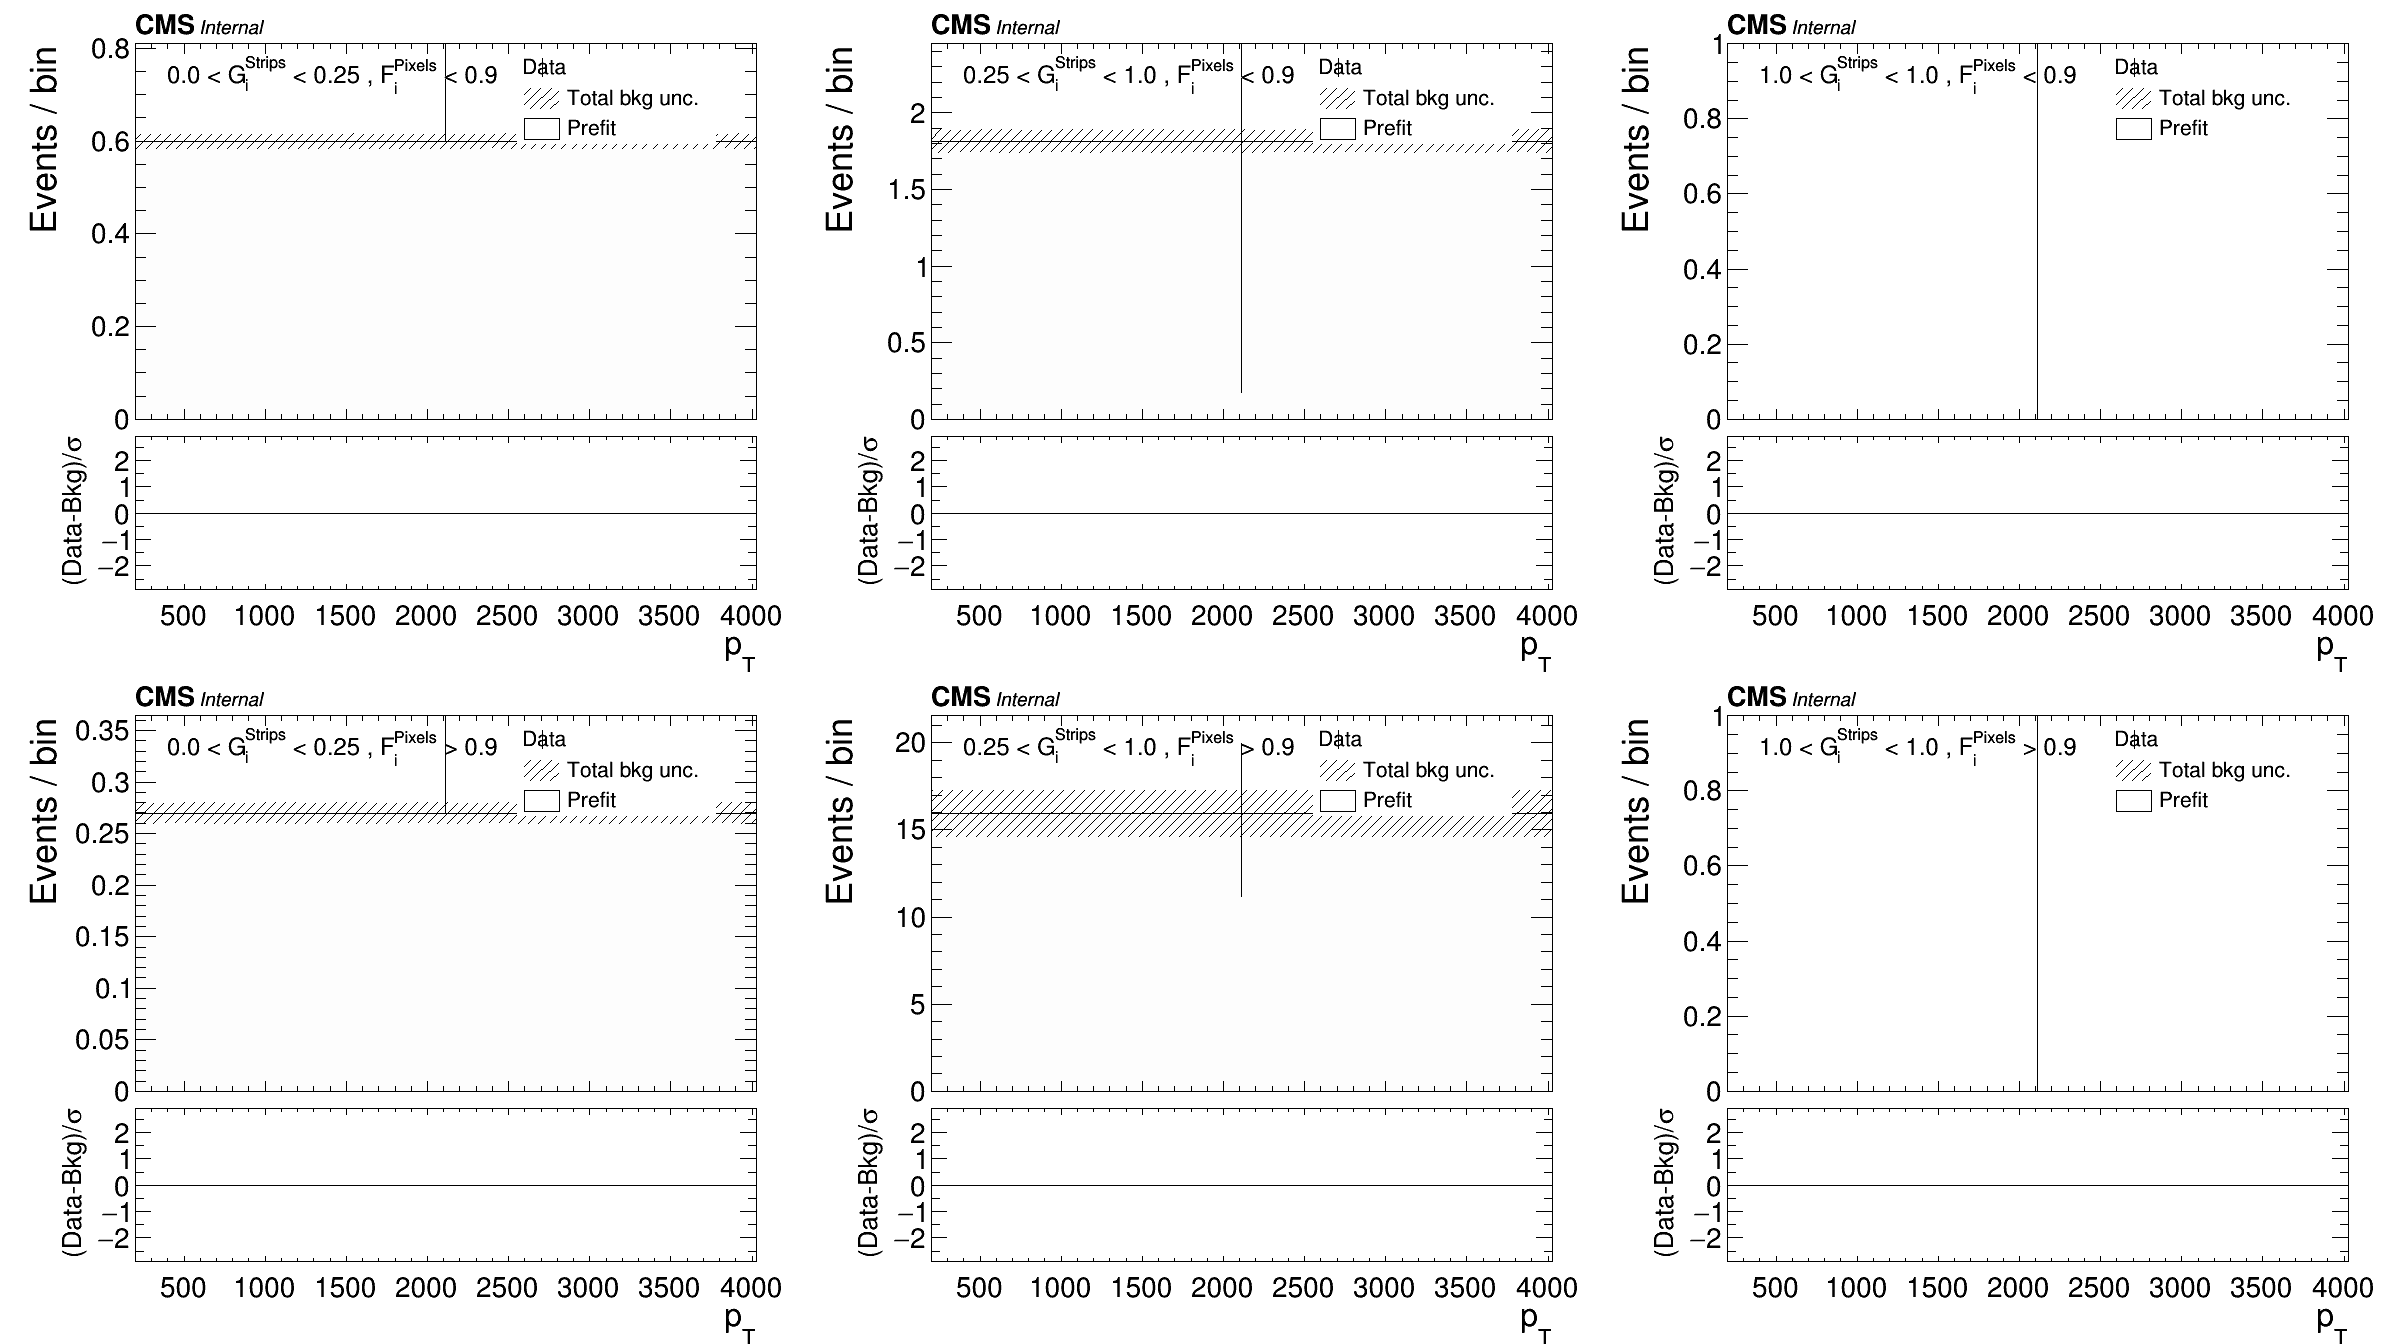 CMS Internal
Events / bin
0.0 < G_i^Strips < 0.25 , F_i^Pixels < 0.9
Data
Total bkg unc.
Prefit
0.8
0.6
0.4
0.2
0
(Data-Bkg)/σ
2
1
0
−1
−2
500 1000 1500 2000 2500 3000 3500 4000
p_T
CMS Internal
Events / bin
0.25 < G_i^Strips < 1.0 , F_i^Pixels < 0.9
Data
Total bkg unc.
Prefit
2
1.5
1
0.5
0
(Data-Bkg)/σ
2
1
0
−1
−2
500 1000 1500 2000 2500 3000 3500 4000
p_T
CMS Internal
Events / bin
1.0 < G_i^Strips < 1.0 , F_i^Pixels < 0.9
Data
Total bkg unc.
Prefit
1
0.8
0.6
0.4
0.2
0
(Data-Bkg)/σ
2
1
0
−1
−2
500 1000 1500 2000 2500 3000 3500 4000
p_T
CMS Internal
Events / bin
0.0 < G_i^Strips < 0.25 , F_i^Pixels > 0.9
Data
Total bkg unc.
Prefit
0.35
0.3
0.25
0.2
0.15
0.1
0.05
0
(Data-Bkg)/σ
2
1
0
−1
−2
500 1000 1500 2000 2500 3000 3500 4000
p_T
CMS Internal
Events / bin
0.25 < G_i^Strips < 1.0 , F_i^Pixels > 0.9
Data
Total bkg unc.
Prefit
20
15
10
5
0
(Data-Bkg)/σ
2
1
0
−1
−2
500 1000 1500 2000 2500 3000 3500 4000
p_T
CMS Internal
Events / bin
1.0 < G_i^Strips < 1.0 , F_i^Pixels > 0.9
Data
Total bkg unc.
Prefit
1
0.8
0.6
0.4
0.2
0
(Data-Bkg)/σ
2
1
0
−1
−2
500 1000 1500 2000 2500 3000 3500 4000
p_T